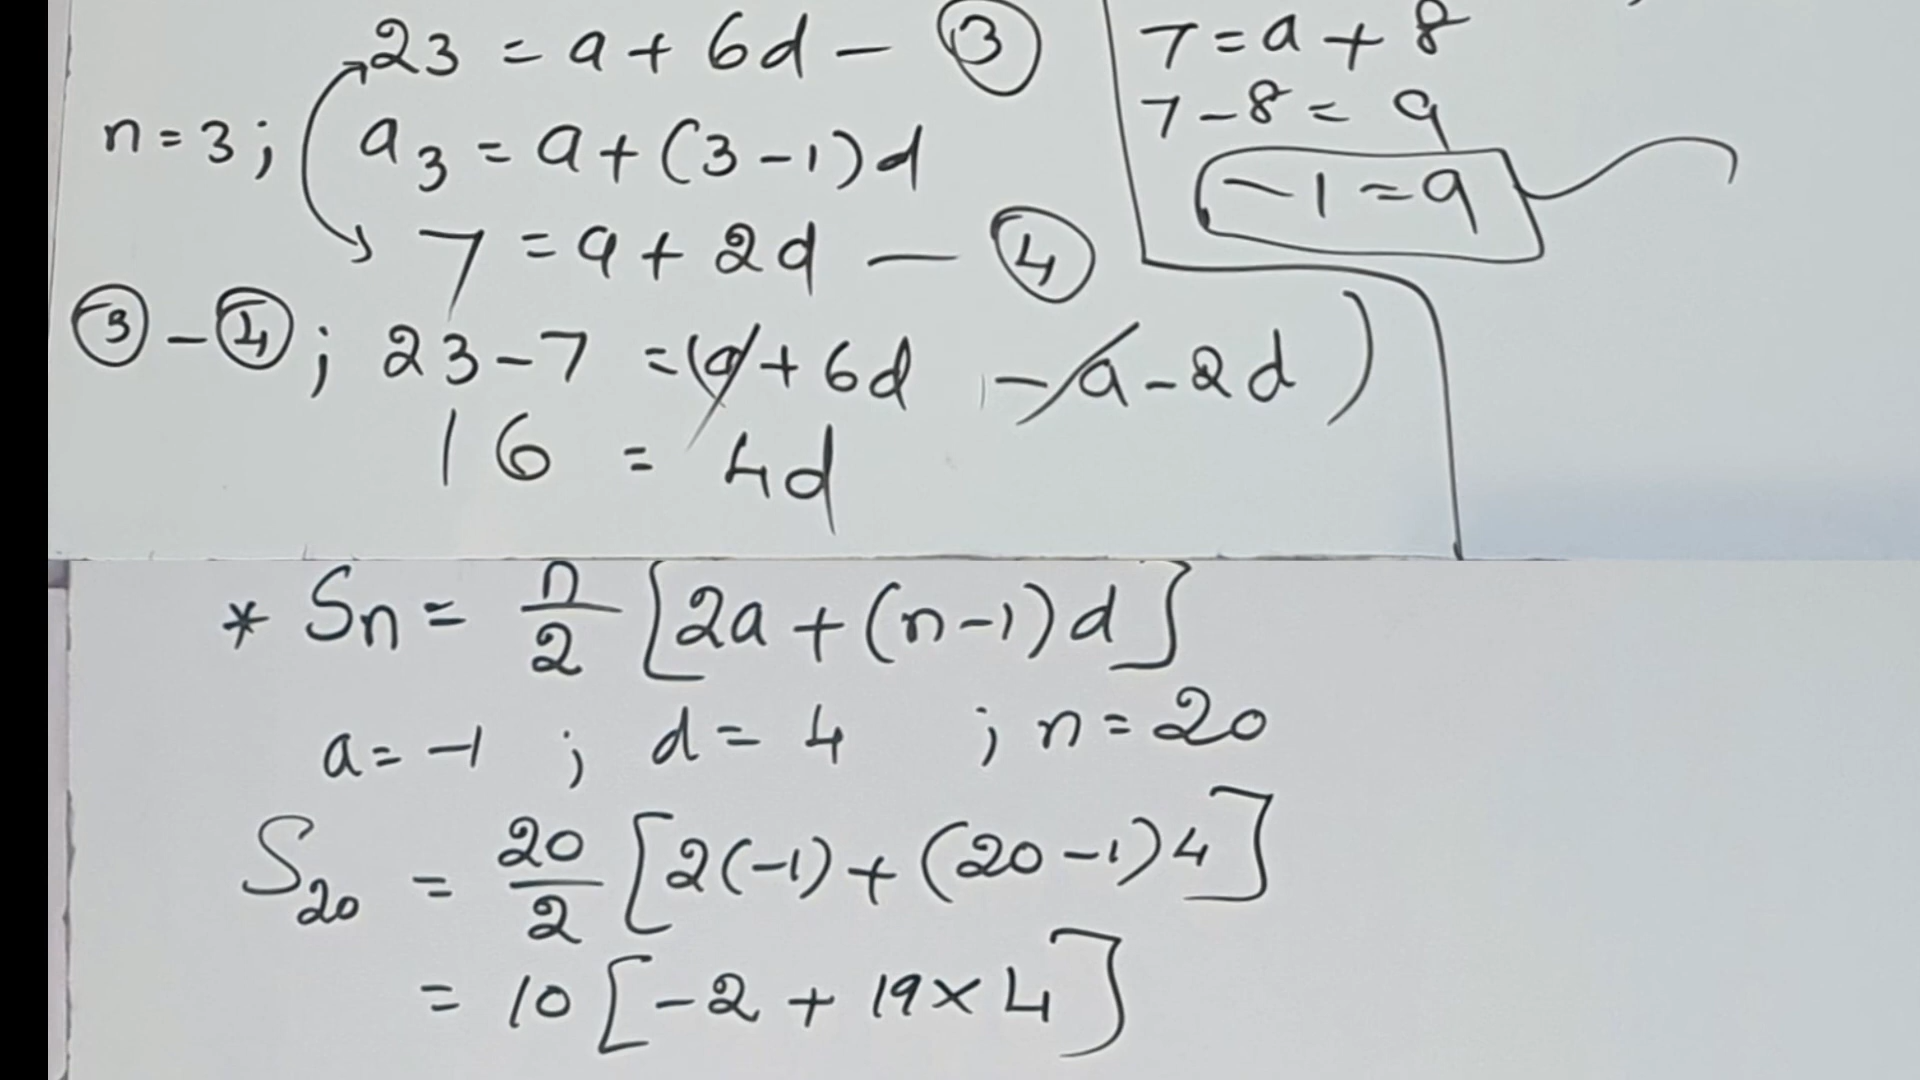 23 = a + 6d — ③
n = 3 ; a₃ = a + (3 - 1)d
7 = a + 2d — ④
③ - ④ ; 23 - 7 = (a + 6d - a - 2d)
16 = 4d
7 = a + 8
7 - 8 = a
-1 = a
* Sn = n/2 [2a + (n-1)d]
a = -1 ; d = 4 ; n = 20
S₂₀ = 20/2 [2(-1) + (20-1)4]
= 10 [-2 + 19 × 4]